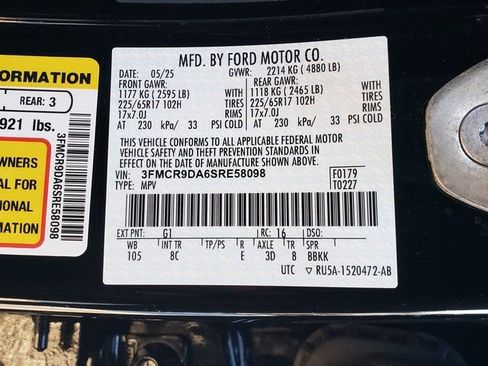 FORMATION
REAR: 3
921 lbs.
OWNERS
FOR
IONAL
ION
3FMCR9DA6SRE58098
MFD. BY FORD MOTOR CO.
DATE: 05/25 GVWR: 2214 KG ( 4880 LB)
FRONT GAWR: REAR GAWR:
1177 KG ( 2595 LB) WITH 1118 KG ( 2465 LB) WITH
225/65R17 102H TIRES 225/65R17 102H TIRES
17x7.0J RIMS 17x7.0J RIMS
AT 230 kPa/ 33 PSI COLD AT 230 kPa/ 33 PSI COLD
THIS VEHICLE CONFORMS TO ALL APPLICABLE FEDERAL MOTOR
VEHICLE SAFETY AND THEFT PREVENTION STANDARDS IN
EFFECT ON THE DATE OF MANUFACTURE SHOWN ABOVE.
VIN: 3FMCR9DA6SRE58098 F0179
TYPE: MPV T0227
EXT PNT: G1 RC: 16 DSO:
WB INT TR TP/PS R AXLE TR SPR
105 8C E 3D 8 BBKK
UTC RU5A-1520472-AB